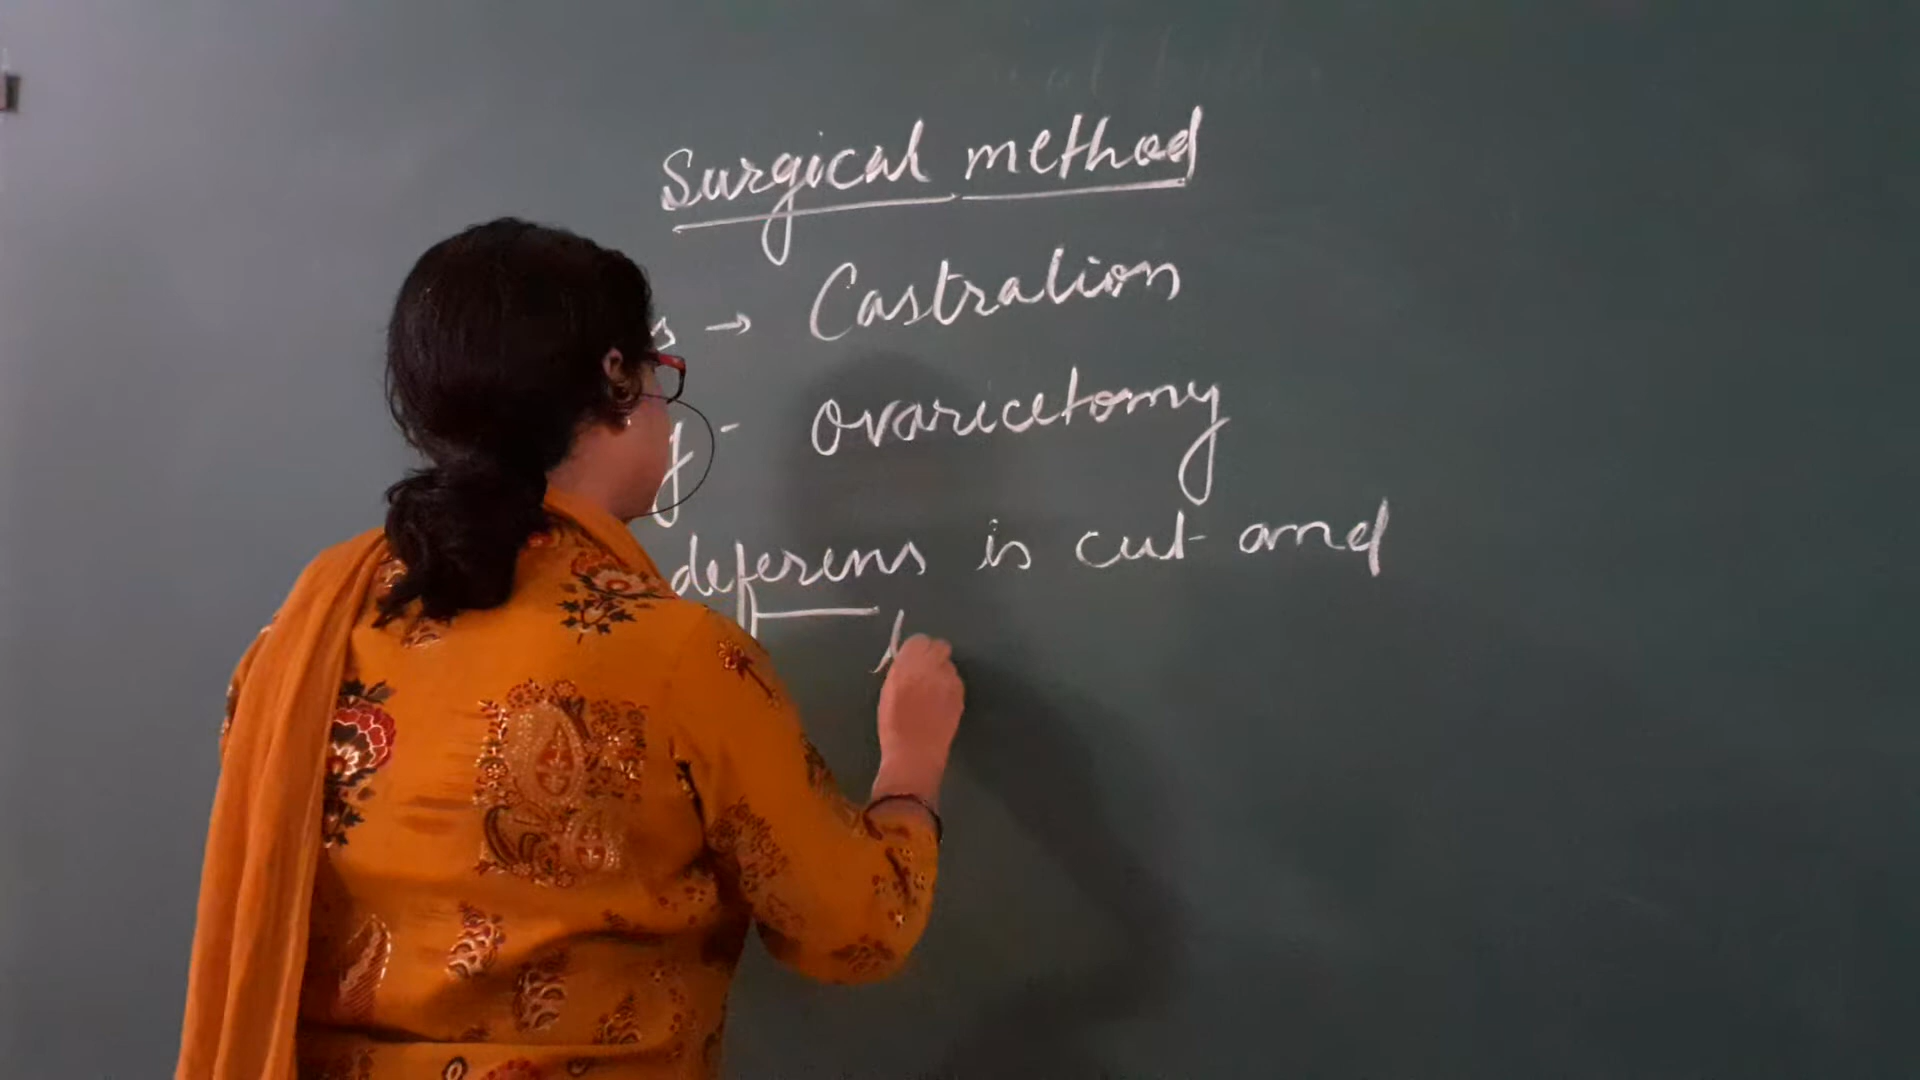 Surgical method
s → Castration
y - Ovaricetomy
deferens is cut and